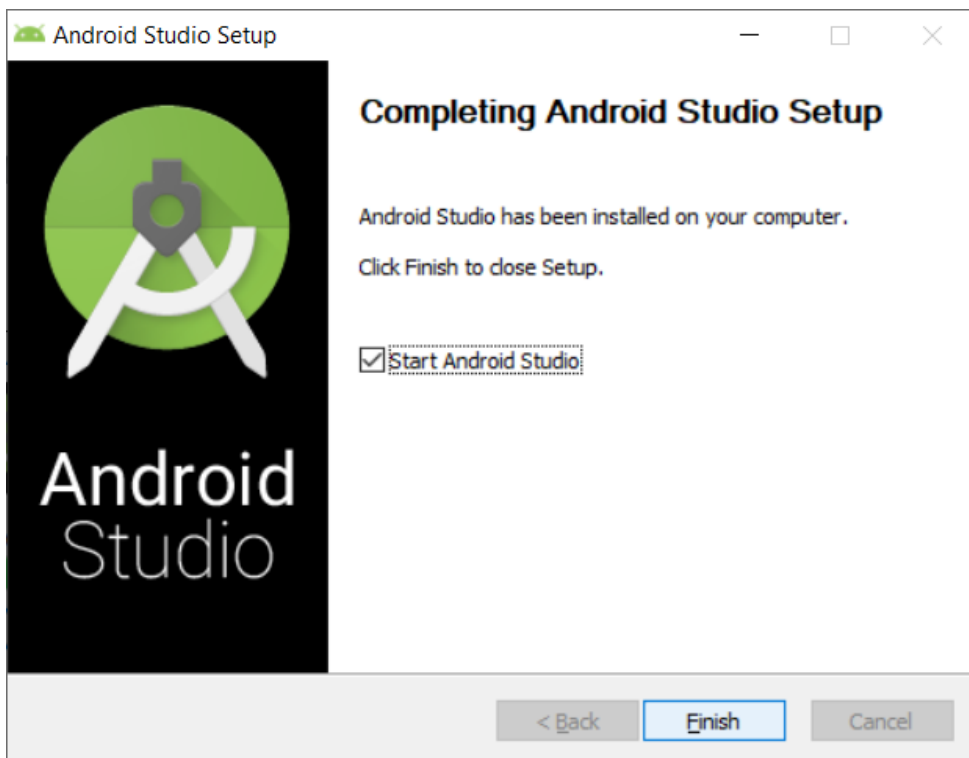 Android Studio Setup
Completing Android Studio Setup
Android Studio has been installed on your computer.
Click Finish to close Setup.
Start Android Studio
Android
Studio
< Back
Finish
Cancel